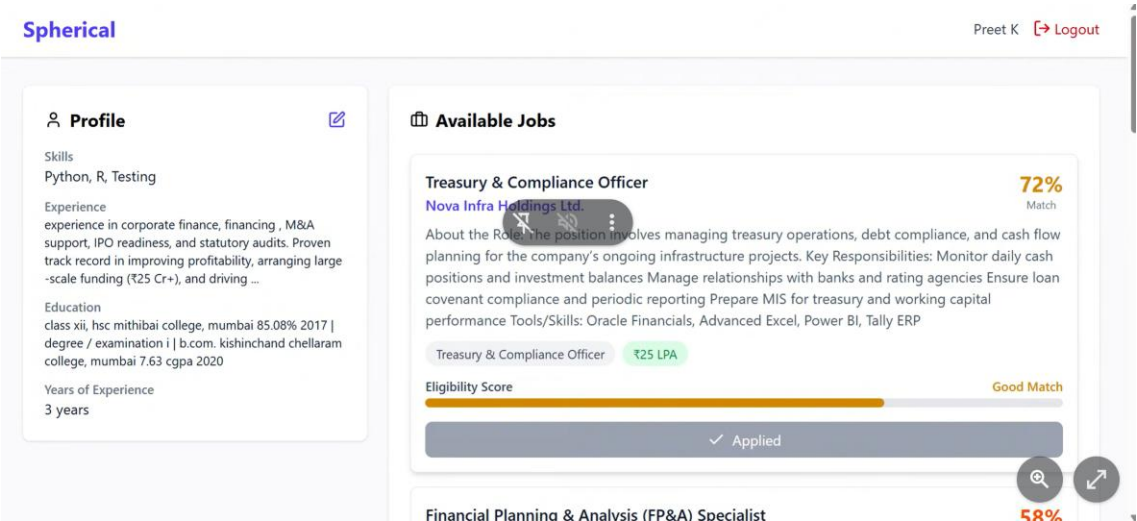 Spherical
Preet K Logout
Profile
Skills
Python, R, Testing
Experience
experience in corporate finance, financing , M&A
support, IPO readiness, and statutory audits. Proven
track record in improving profitability, arranging large
-scale funding (₹25 Cr+), and driving ...
Education
class xii, hsc mithibai college, mumbai 85.08% 2017 |
degree / examination i | b.com. kishinchand chellaram
college, mumbai 7.63 cgpa 2020
Years of Experience
3 years
Available Jobs
Treasury & Compliance Officer
72%
Nova Infra Holdings Ltd.
Match
About the Role: The position involves managing treasury operations, debt compliance, and cash flow
planning for the company's ongoing infrastructure projects. Key Responsibilities: Monitor daily cash
positions and investment balances Manage relationships with banks and rating agencies Ensure loan
covenant compliance and periodic reporting Prepare MIS for treasury and working capital
performance Tools/Skills: Oracle Financials, Advanced Excel, Power BI, Tally ERP
Treasury & Compliance Officer ₹25 LPA
Eligibility Score Good Match
Applied
Financial Planning & Analysis (FP&A) Specialist
58%